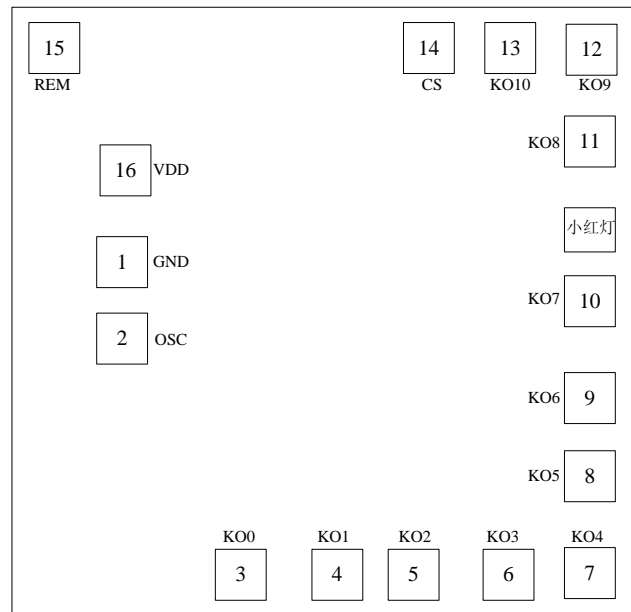 15
14
13
12
REM
CS
KO10
KO9
KO8
11
16
VDD
小红灯
1
GND
KO7
10
2
OSC
KO6
9
KO5
8
KO0
KO1
KO2
KO3
KO4
3
4
5
6
7